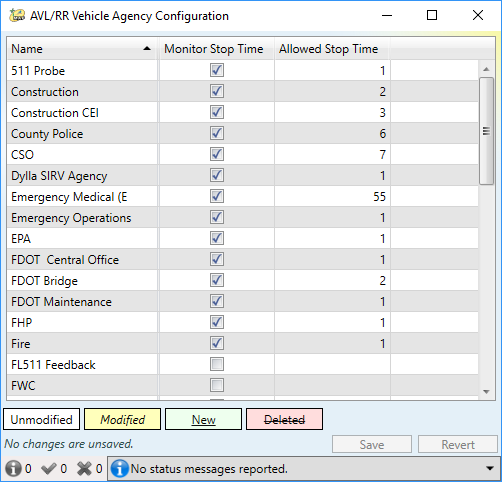 AVL/RR Vehicle Agency Configuration
Name Monitor Stop Time Allowed Stop Time
511 Probe 1
Construction 2
Construction CEI 3
County Police 6
CSO 7
Dylla SIRV Agency 1
Emergency Medical (E 55
Emergency Operations 1
EPA 1
FDOT  Central Office 1
FDOT Bridge 2
FDOT Maintenance 1
FHP 1
Fire 1
FL511 Feedback
FWC
Unmodified Modified New Deleted
No changes are unsaved. Save Revert
0 0 0 No status messages reported.